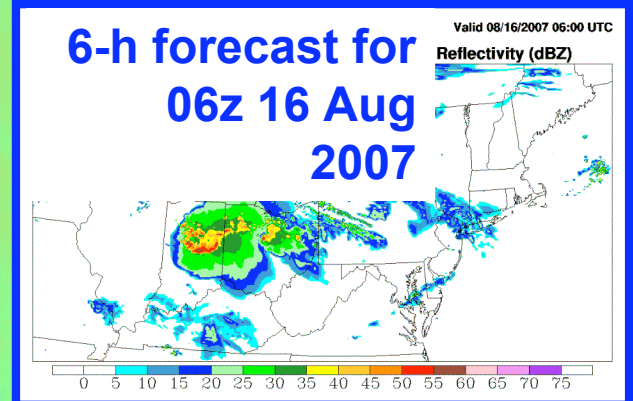 6-h forecast for
06z 16 Aug
2007
Valid 08/16/2007 06:00 UTC
Reflectivity (dBZ)
0 5 10 15 20 25 30 35 40 45 50 55 60 65 70 75